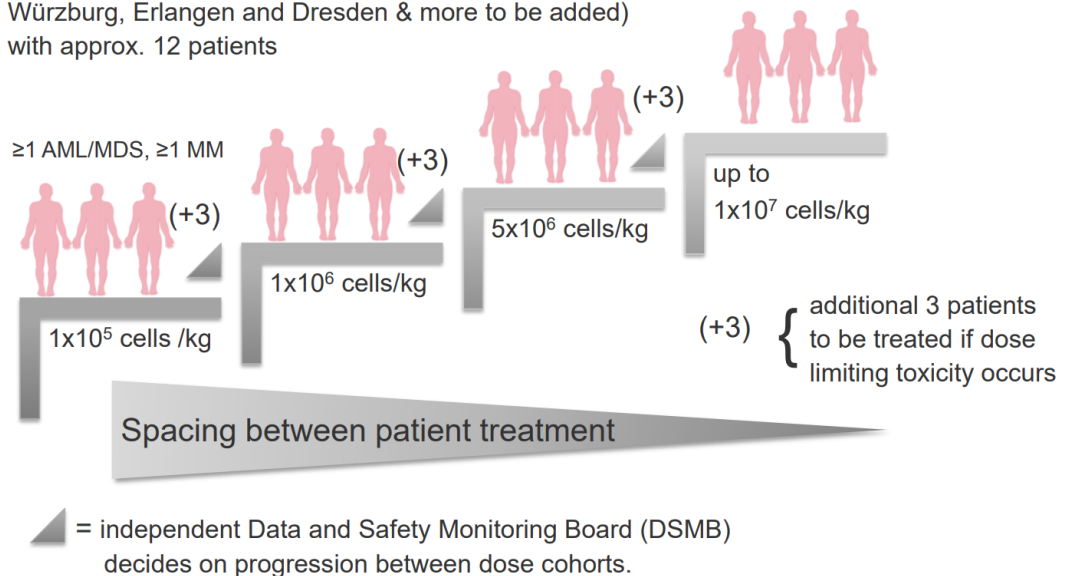 Würzburg, Erlangen and Dresden & more to be added)
with approx. 12 patients
≥1 AML/MDS, ≥1 MM
(+3)
1x10⁵ cells /kg
(+3)
1x10⁶ cells/kg
(+3)
5x10⁶ cells/kg
up to
1x10⁷ cells/kg
(+3) { additional 3 patients
to be treated if dose
limiting toxicity occurs
Spacing between patient treatment
= independent Data and Safety Monitoring Board (DSMB)
decides on progression between dose cohorts.